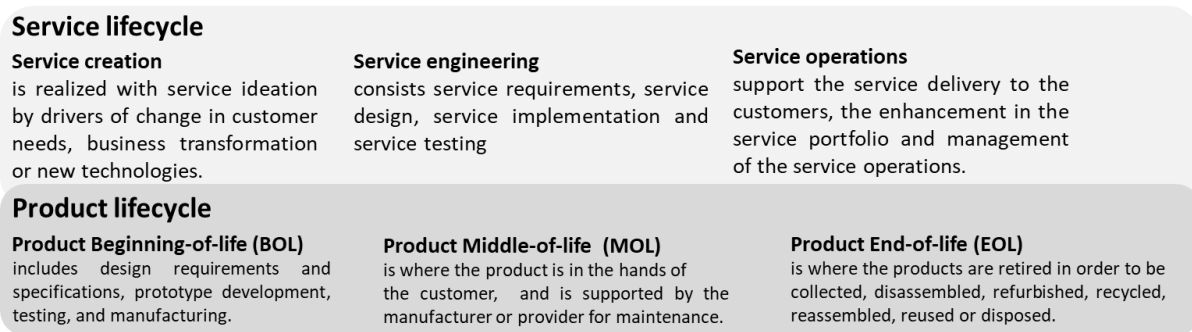 Service lifecycle
Service creation
is realized with service ideation
by drivers of change in customer
needs, business transformation
or new technologies.
Service engineering
consists service requirements, service
design, service implementation and
service testing
Service operations
support the service delivery to the
customers, the enhancement in the
service portfolio and management
of the service operations.
Product lifecycle
Product Beginning-of-life (BOL)
includes design requirements and
specifications, prototype development,
testing, and manufacturing.
Product Middle-of-life (MOL)
is where the product is in the hands of
the customer, and is supported by the
manufacturer or provider for maintenance.
Product End-of-life (EOL)
is where the products are retired in order to be
collected, disassembled, refurbished, recycled,
reassembled, reused or disposed.